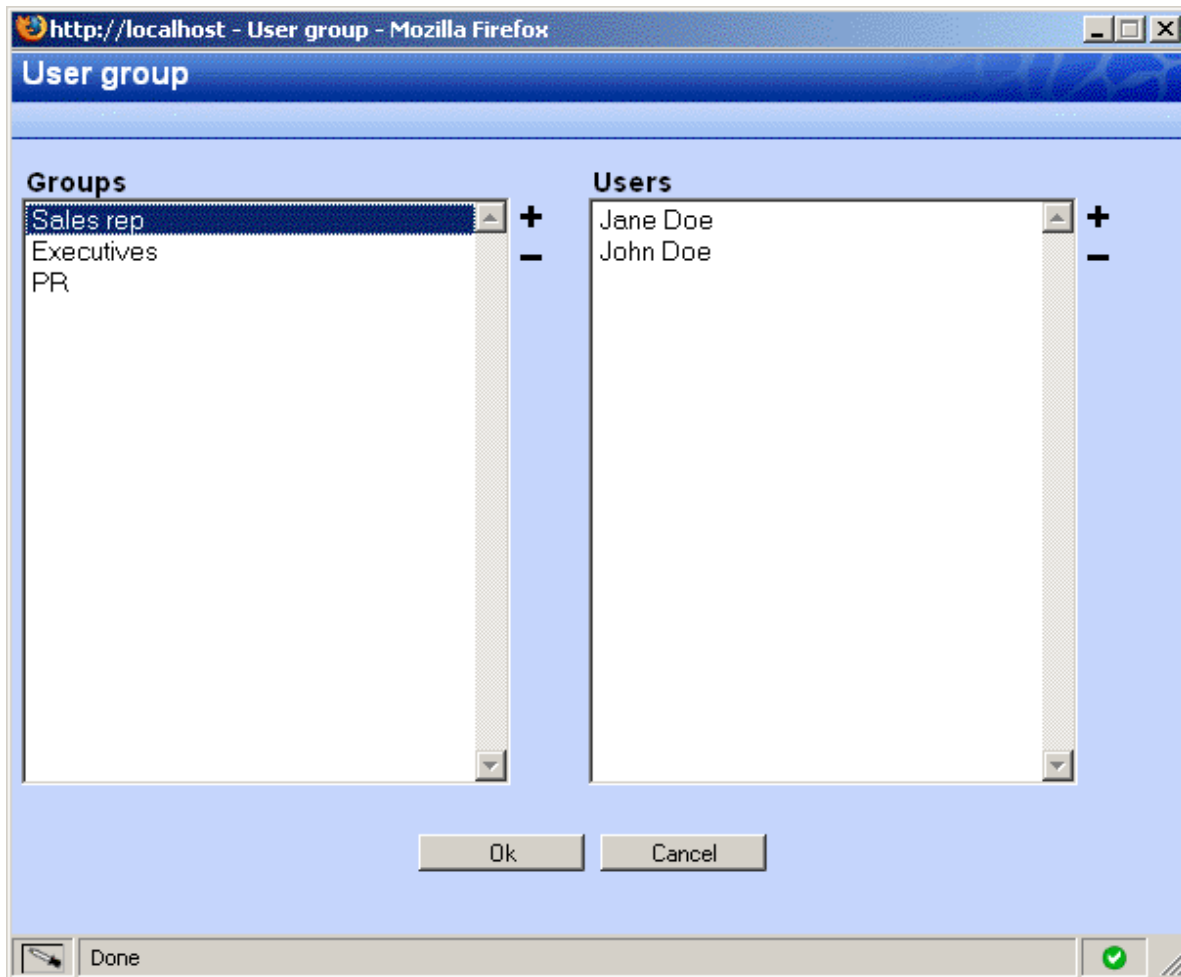 http://localhost - User group - Mozilla Firefox
User group
Groups
Sales rep
Executives
PR
+
-
Users
Jane Doe
John Doe
+
-
Ok
Cancel
Done